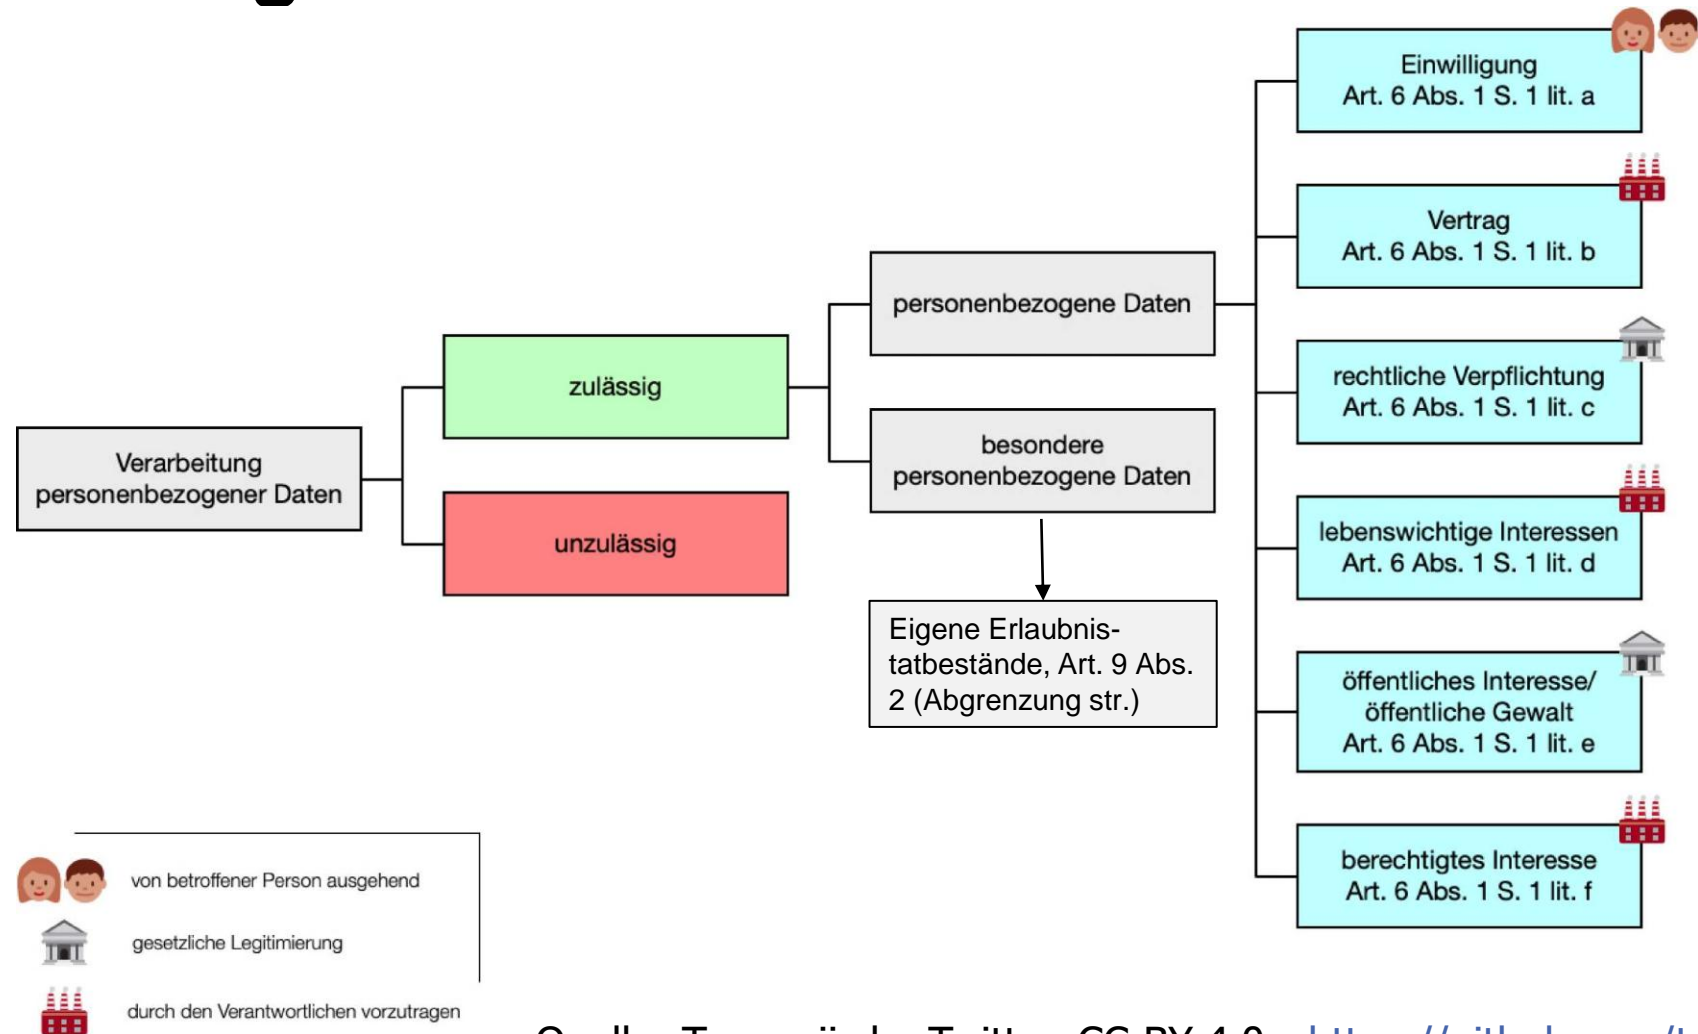 Verarbeitung
personenbezogener Daten
zulässig
unzulässig
personenbezogene Daten
besondere
personenbezogene Daten
Eigene Erlaubnis-
tatbestände, Art. 9 Abs.
2 (Abgrenzung str.)
Einwilligung
Art. 6 Abs. 1 S. 1 lit. a
Vertrag
Art. 6 Abs. 1 S. 1 lit. b
rechtliche Verpflichtung
Art. 6 Abs. 1 S. 1 lit. c
lebenswichtige Interessen
Art. 6 Abs. 1 S. 1 lit. d
öffentliches Interesse/
öffentliche Gewalt
Art. 6 Abs. 1 S. 1 lit. e
berechtigtes Interesse
Art. 6 Abs. 1 S. 1 lit. f
von betroffener Person ausgehend
gesetzliche Legitimierung
durch den Verantwortlichen vorzutragen